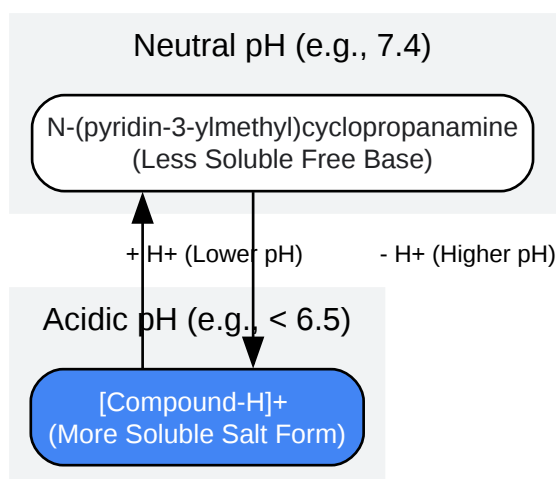 Neutral pH (e.g., 7.4)
N-(pyridin-3-ylmethyl)cyclopropanamine
(Less Soluble Free Base)
+ H+ (Lower pH)
- H+ (Higher pH)
Acidic pH (e.g., < 6.5)
[Compound-H]+
(More Soluble Salt Form)